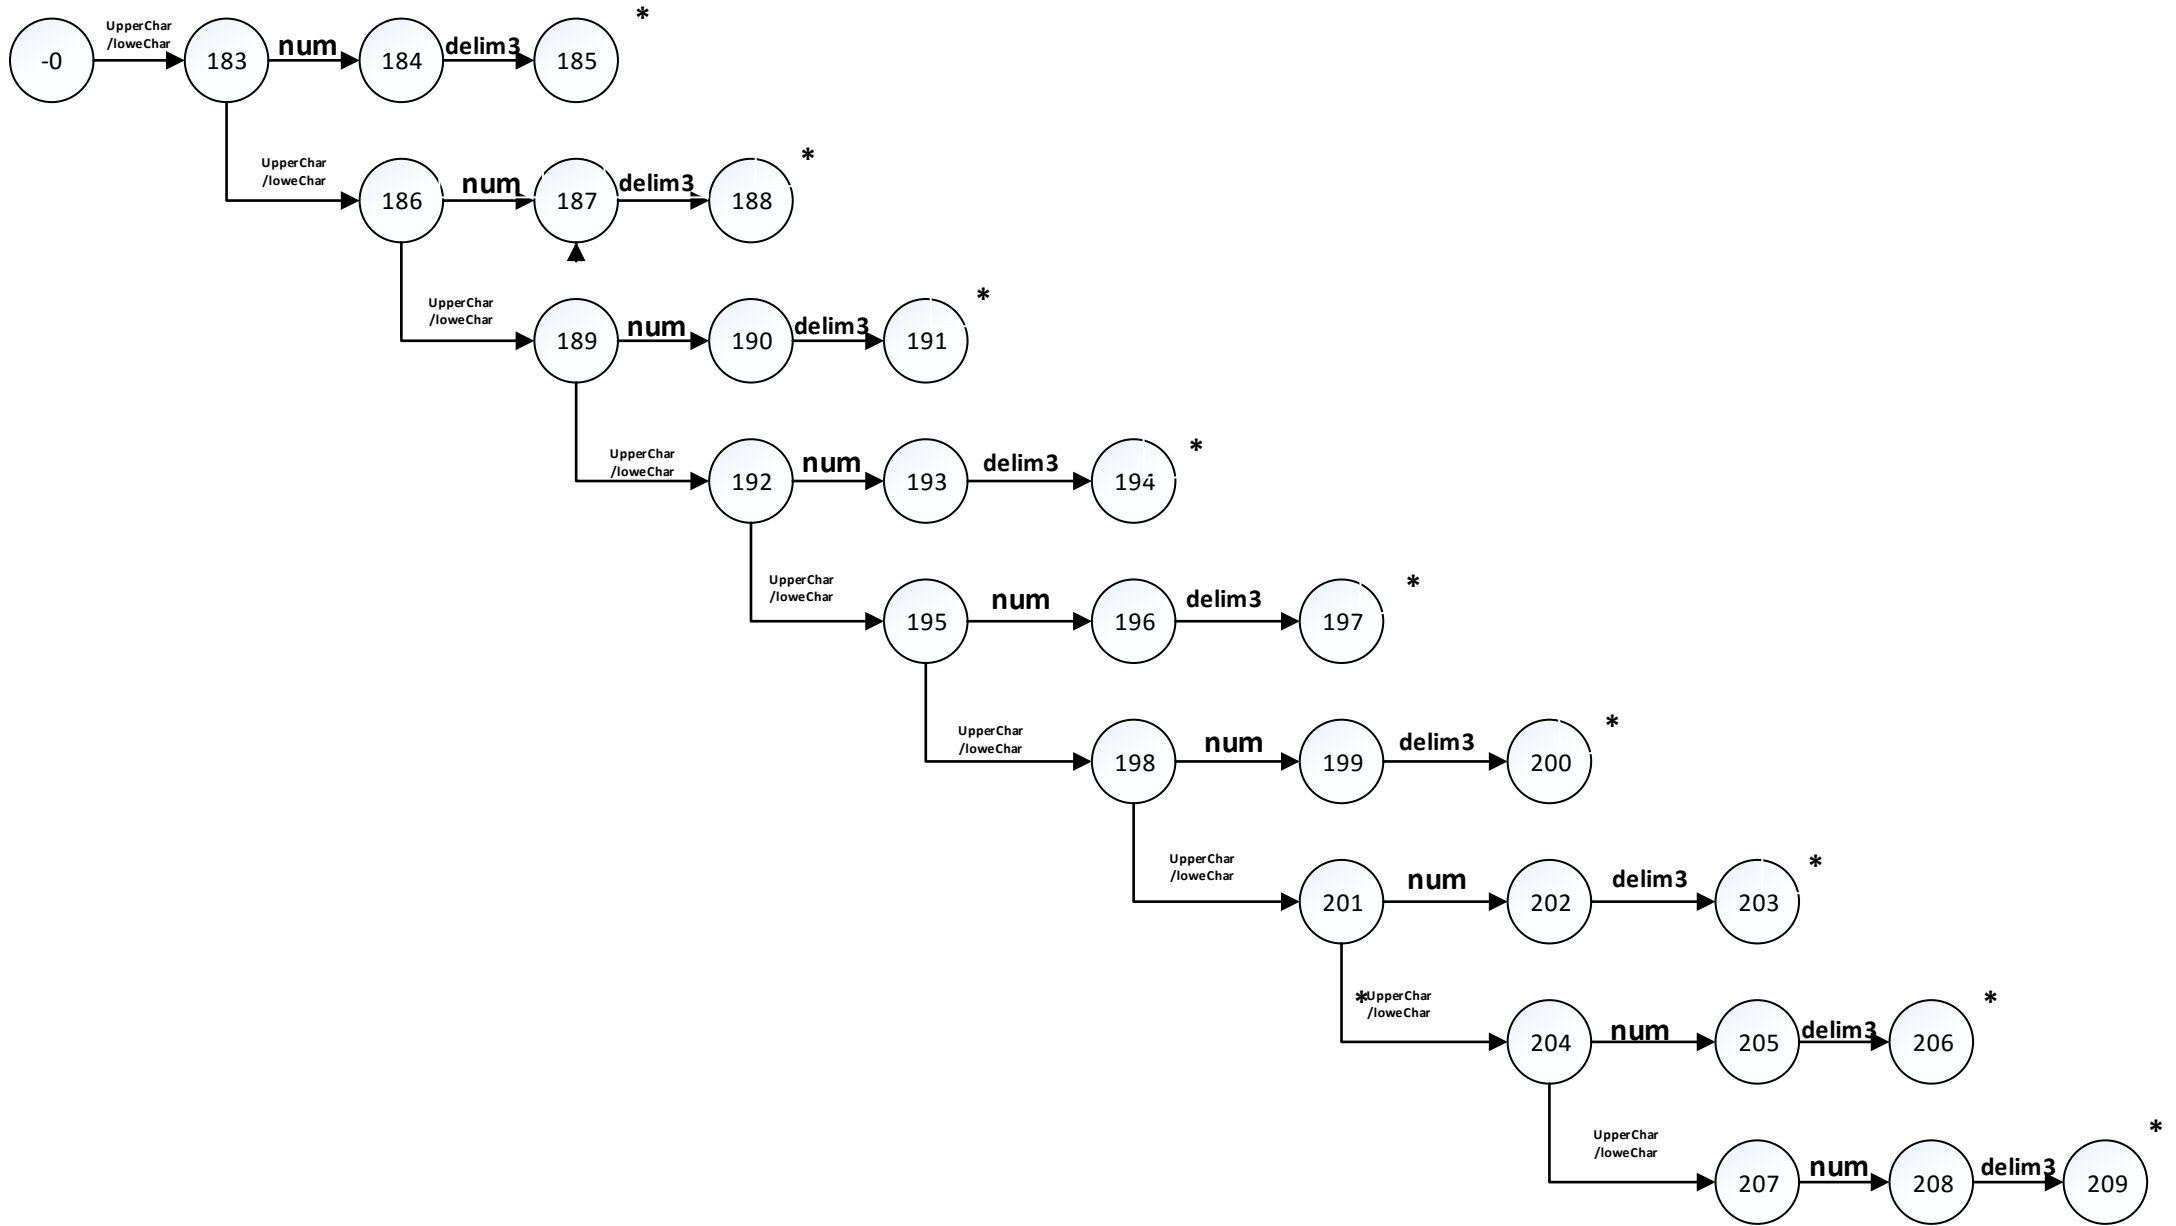 *
UpperChar
/loweChar
num
delim3
-0
183
184
185
*
UpperChar
/loweChar
num
delim3
186
187
188
*
UpperChar
/loweChar
num
delim3
189
190
191
*
UpperChar
/loweChar
num
delim3
192
193
194
*
UpperChar
/loweChar
num
delim3
195
196
197
*
UpperChar
/loweChar
num
delim3
198
199
200
*
UpperChar
/loweChar
num
delim3
201
202
203
*
*UpperChar
/loweChar
num
delim3
204
205
206
*
UpperChar
/loweChar
num
delim3
207
208
209